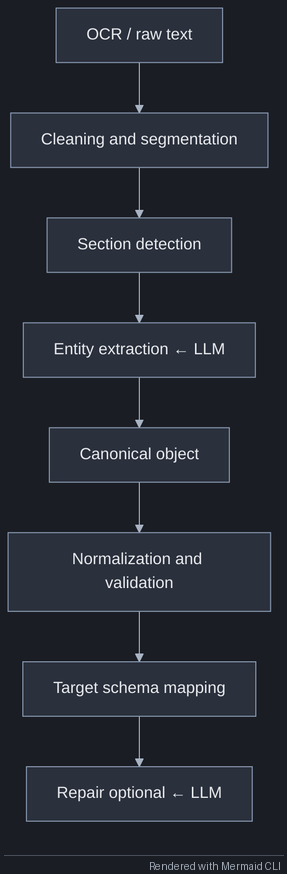 OCR / raw text
Cleaning and segmentation
Section detection
Entity extraction ← LLM
Canonical object
Normalization and
validation
Target schema mapping
Repair optional ← LLM
Rendered with Mermaid CLI